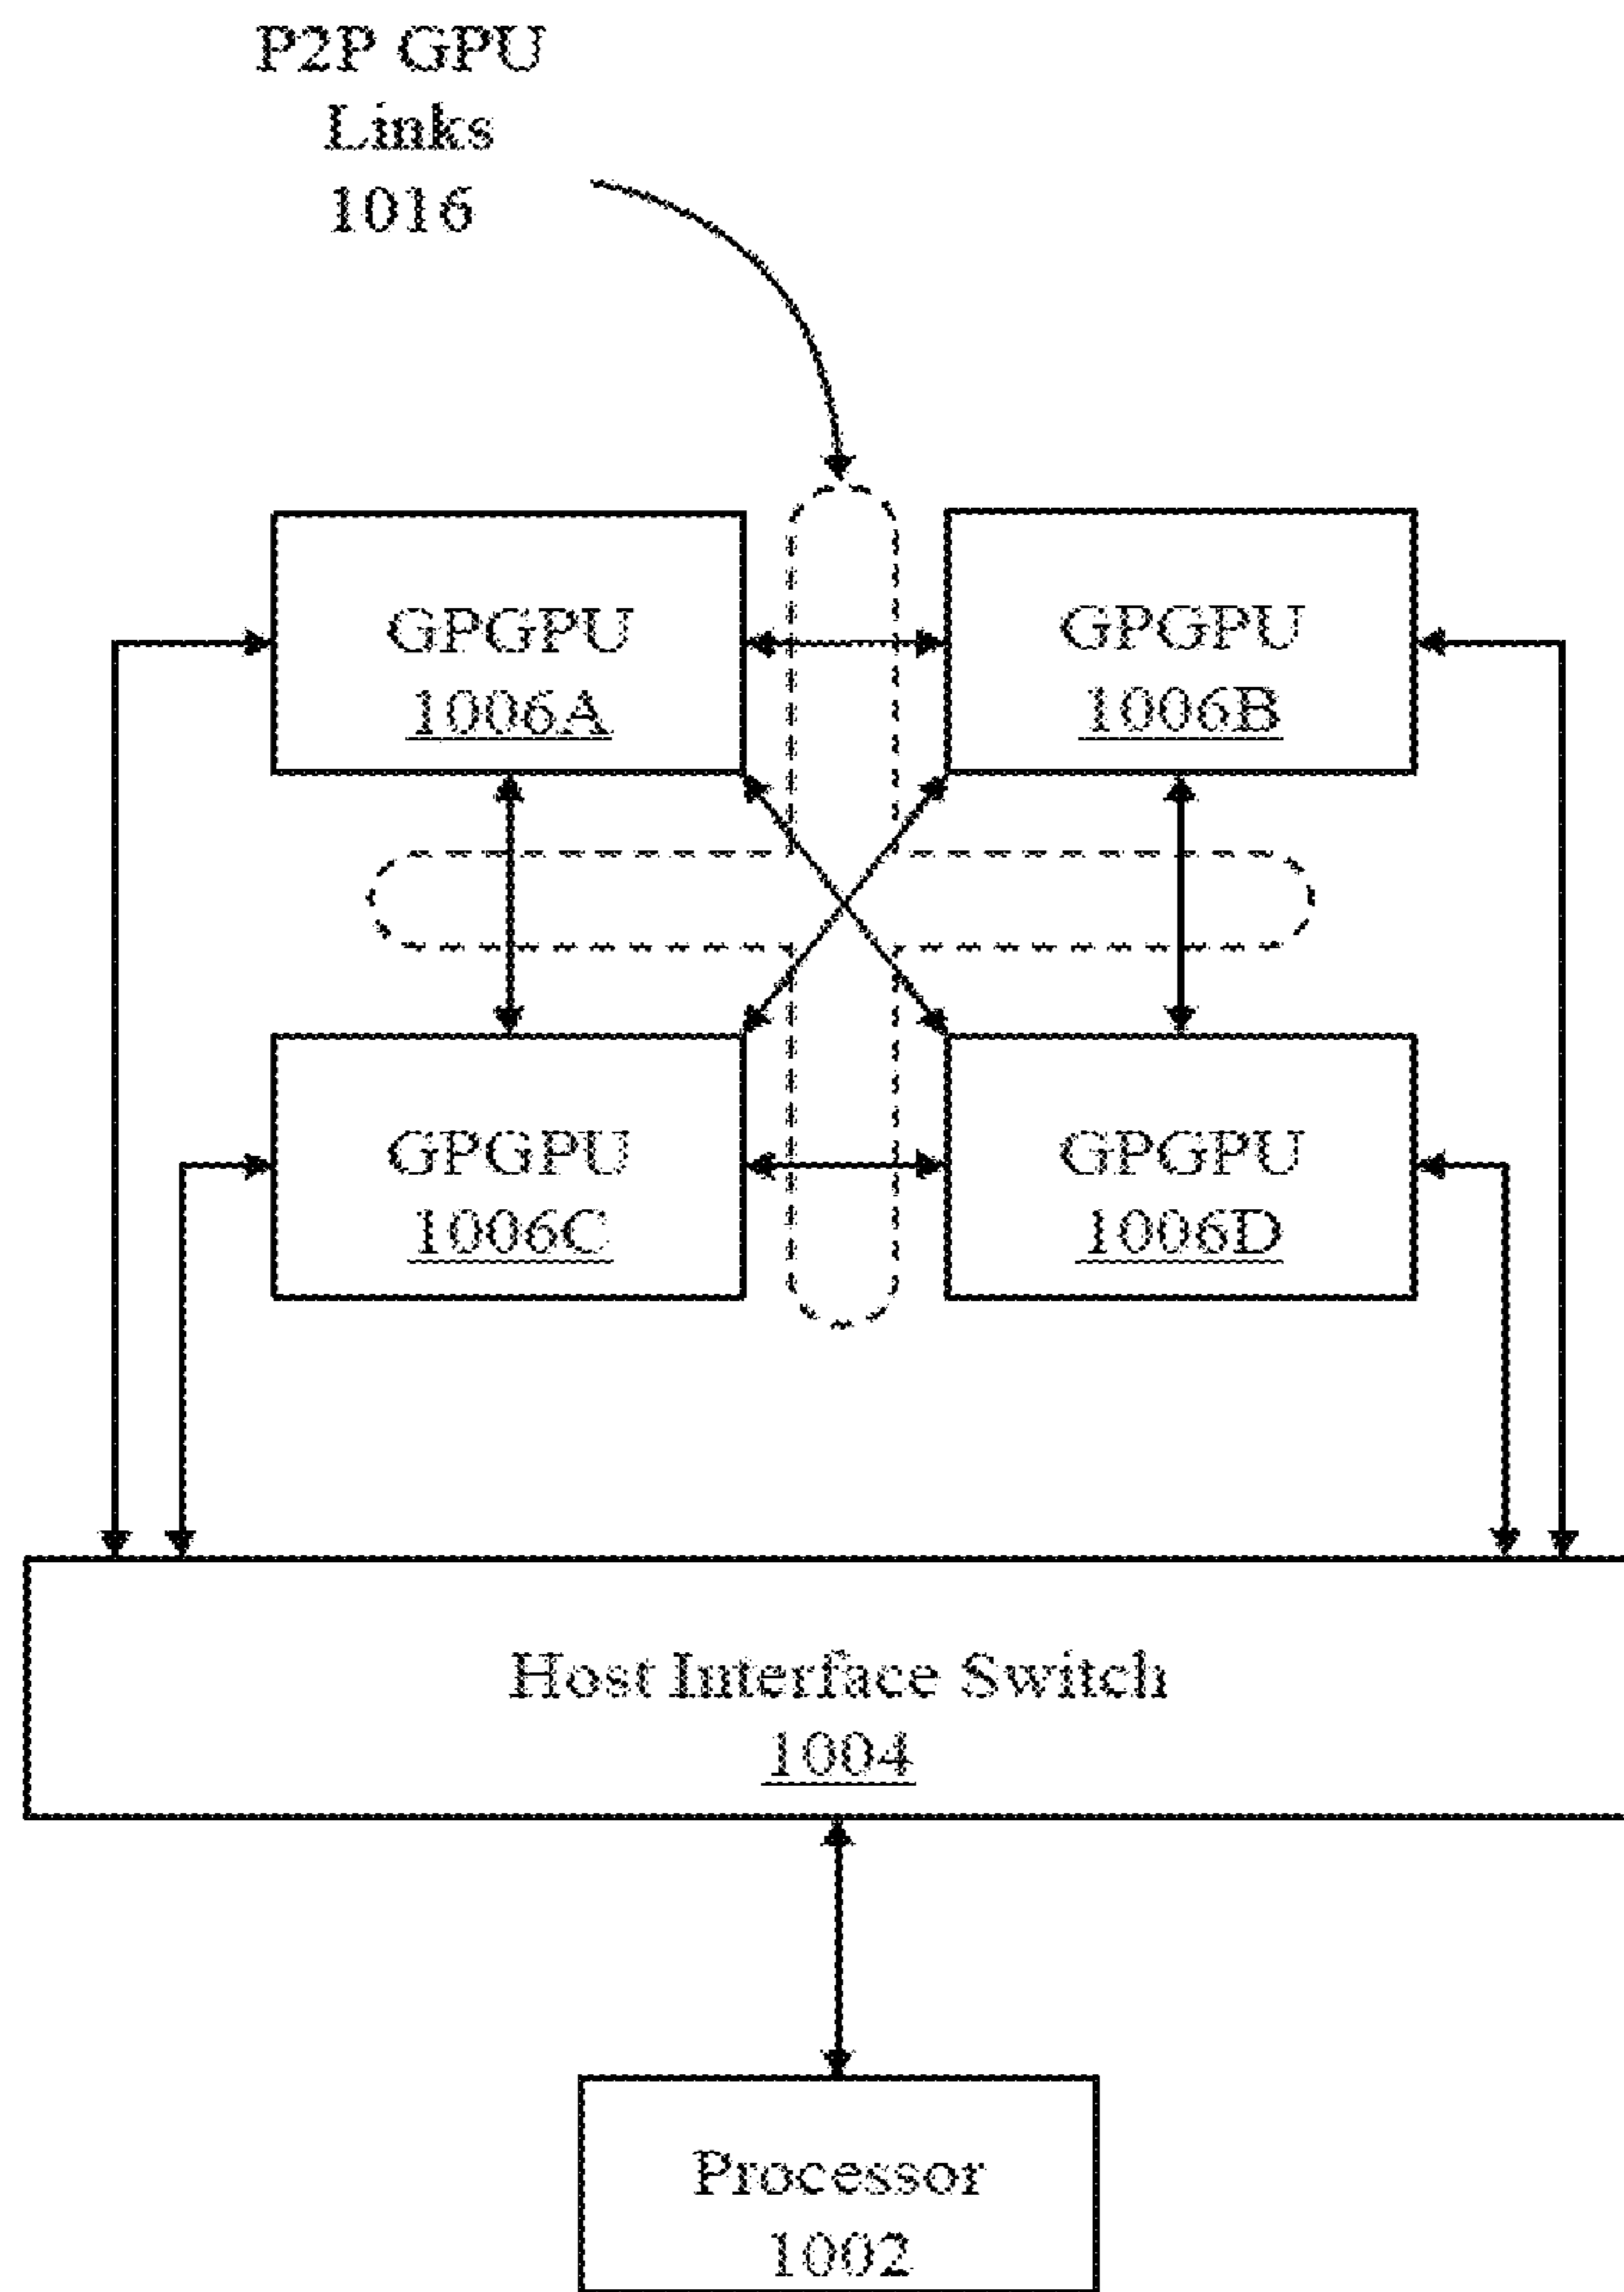 P2P GPU
Links
1016
GPGPU
1006A
GPGPU
1006B
GPGPU
1006C
GPGPU
1006D
Host Interface Switch
1004
Processor
1002